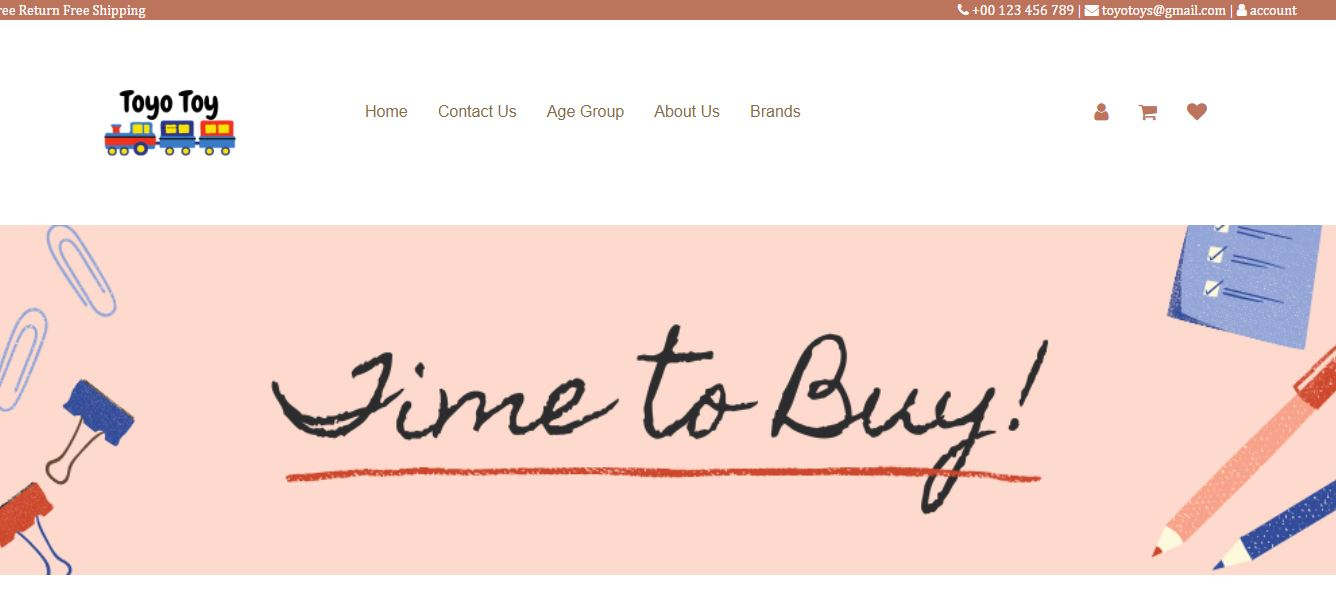 ree Return Free Shipping
+00 123 456 789 | toyotoys@gmail.com | account
Toyo Toy
Home Contact Us Age Group About Us Brands
Time to Buy!